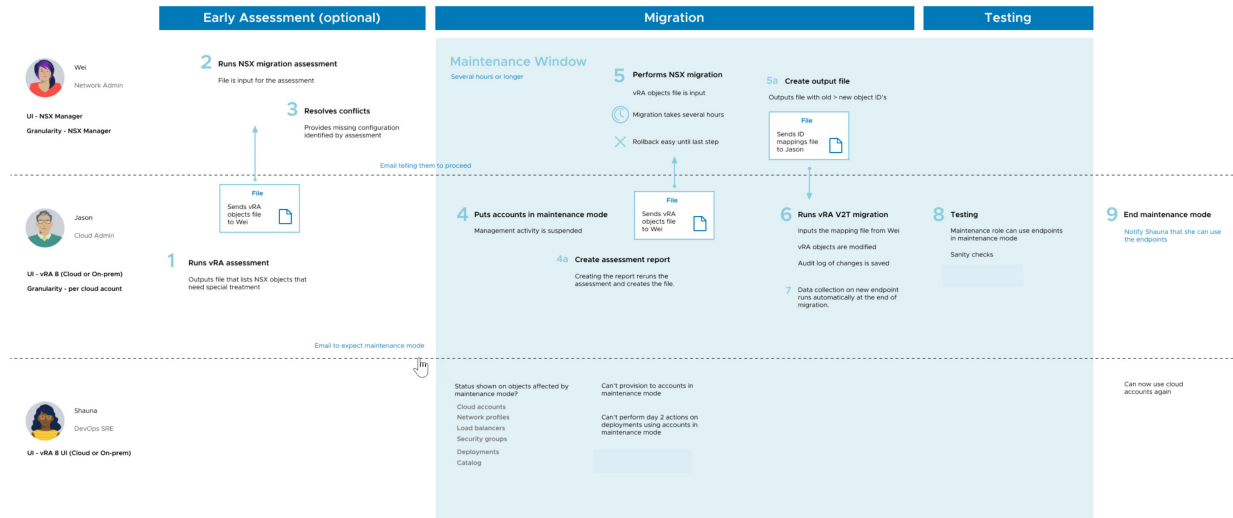 Early Assessment (optional)
Migration
Testing
Wei
Network Admin
UI - NSX Manager
Granularity - NSX Manager
2 Runs NSX migration assessment
File is input for the assessment
3 Resolves conflicts
Provides missing configuration
identified by assessment
Maintenance Window
Several hours or longer
5 Performs NSX migration
vRA objects file is input
Migration takes several hours
Rollback easy until last step
5a Create output file
Outputs file with old > new object ID's
File
Sends ID
mappings file
to Jason
Email telling them to proceed
Jason
Cloud Admin
UI - vRA 8 (Cloud or On-prem)
Granularity - per cloud acount
File
Sends vRA
objects file
to Wei
1 Runs vRA assessment
Outputs file that lists NSX objects that
need special treatment
4 Puts accounts in maintenance mode
Management activity is suspended
File
Sends vRA
objects file
to Wei
4a Create assessment report
Creating the report reruns the
assessment and creates the file.
6 Runs vRA V2T migration
Inputs the mapping file from Wei
vRA objects are modified
Audit log of changes is saved
7 Data collection on new endpoint
runs automatically at the end of
migration.
8 Testing
Maintenance role can use endpoints
in maintenance mode
Sanity checks
9 End maintenance mode
Notify Shauna that she can use
the endpoints
Email to expect maintenance mode
Shauna
DevOps SRE
UI - vRA 8 UI (Cloud or On-prem)
Status shown on objects affected by
maintenance mode?
Cloud accounts
Network profiles
Load balancers
Security groups
Deployments
Catalog
Can't provision to accounts in
maintenance mode
Can't perform day 2 actions on
deployments using accounts in
maintenance mode
Can now use cloud
accounts again